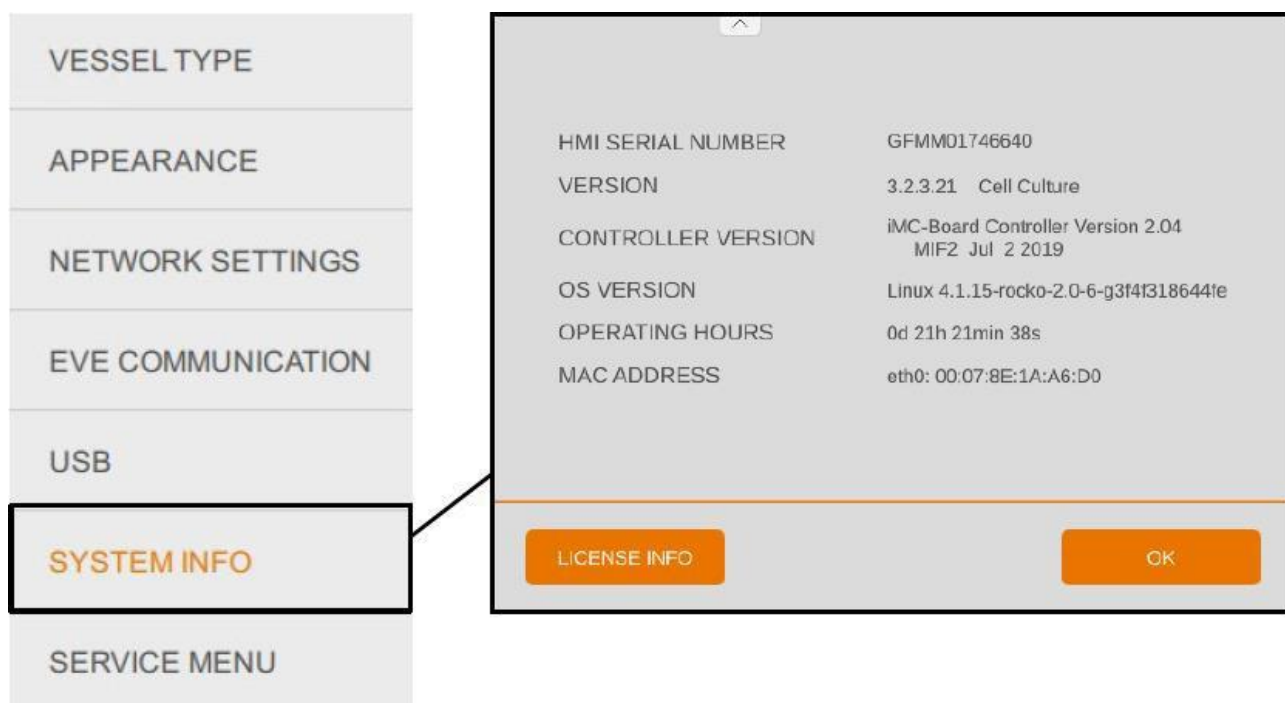 VESSEL TYPE
APPEARANCE
NETWORK SETTINGS
EVE COMMUNICATION
USB
SYSTEM INFO
SERVICE MENU
HMI SERIAL NUMBER GFMM01746640
VERSION 3.2.3.21 Cell Culture
CONTROLLER VERSION iMC-Board Controller Version 2.04
MIF2 Jul 2 2019
OS VERSION Linux 4.1.15-rocko-2.0-6-g3f4f318644fe
OPERATING HOURS 0d 21h 21min 38s
MAC ADDRESS eth0: 00:07:8E:1A:A6:D0
LICENSE INFO OK